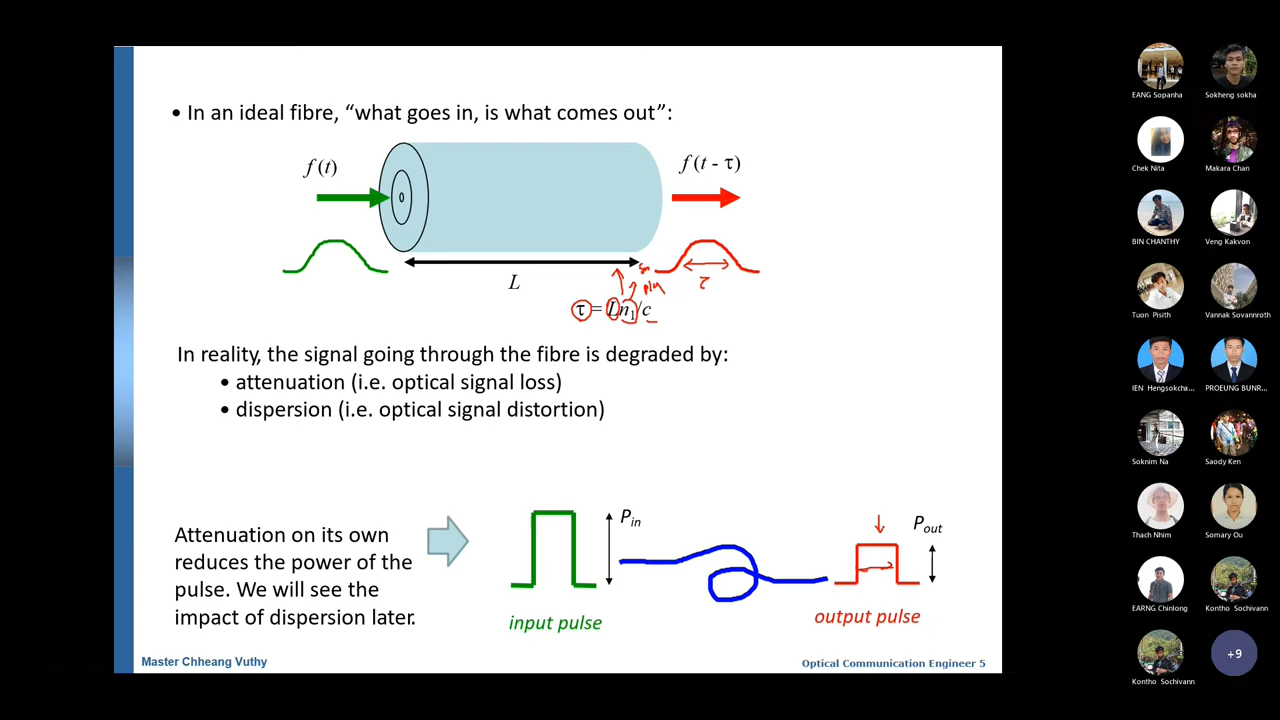 • In an ideal fibre, “what goes in, is what comes out”:
f (t)
f (t - τ)
L
τ
τ = Ln₁/c
In reality, the signal going through the fibre is degraded by:
• attenuation (i.e. optical signal loss)
• dispersion (i.e. optical signal distortion)
Attenuation on its own
reduces the power of the
pulse. We will see the
impact of dispersion later.
Pin
Pout
input pulse
output pulse
Master Chheang Vuthy
Optical Communication Engineer 5
EANG Sopanha
Sokheng sokha
Chek Nita
Makara Chan
BIN CHANTHY
Veng Kakvon
Tuon Pisith
Vannak Sovannroth
IEN Hengsokcha...
PROEUNG BUNR...
Soknim Na
Saody Ken
Thach Nhim
Somary Ou
EARNG Chinlong
Kontho Sochivann
Kontho Sochivann
+9